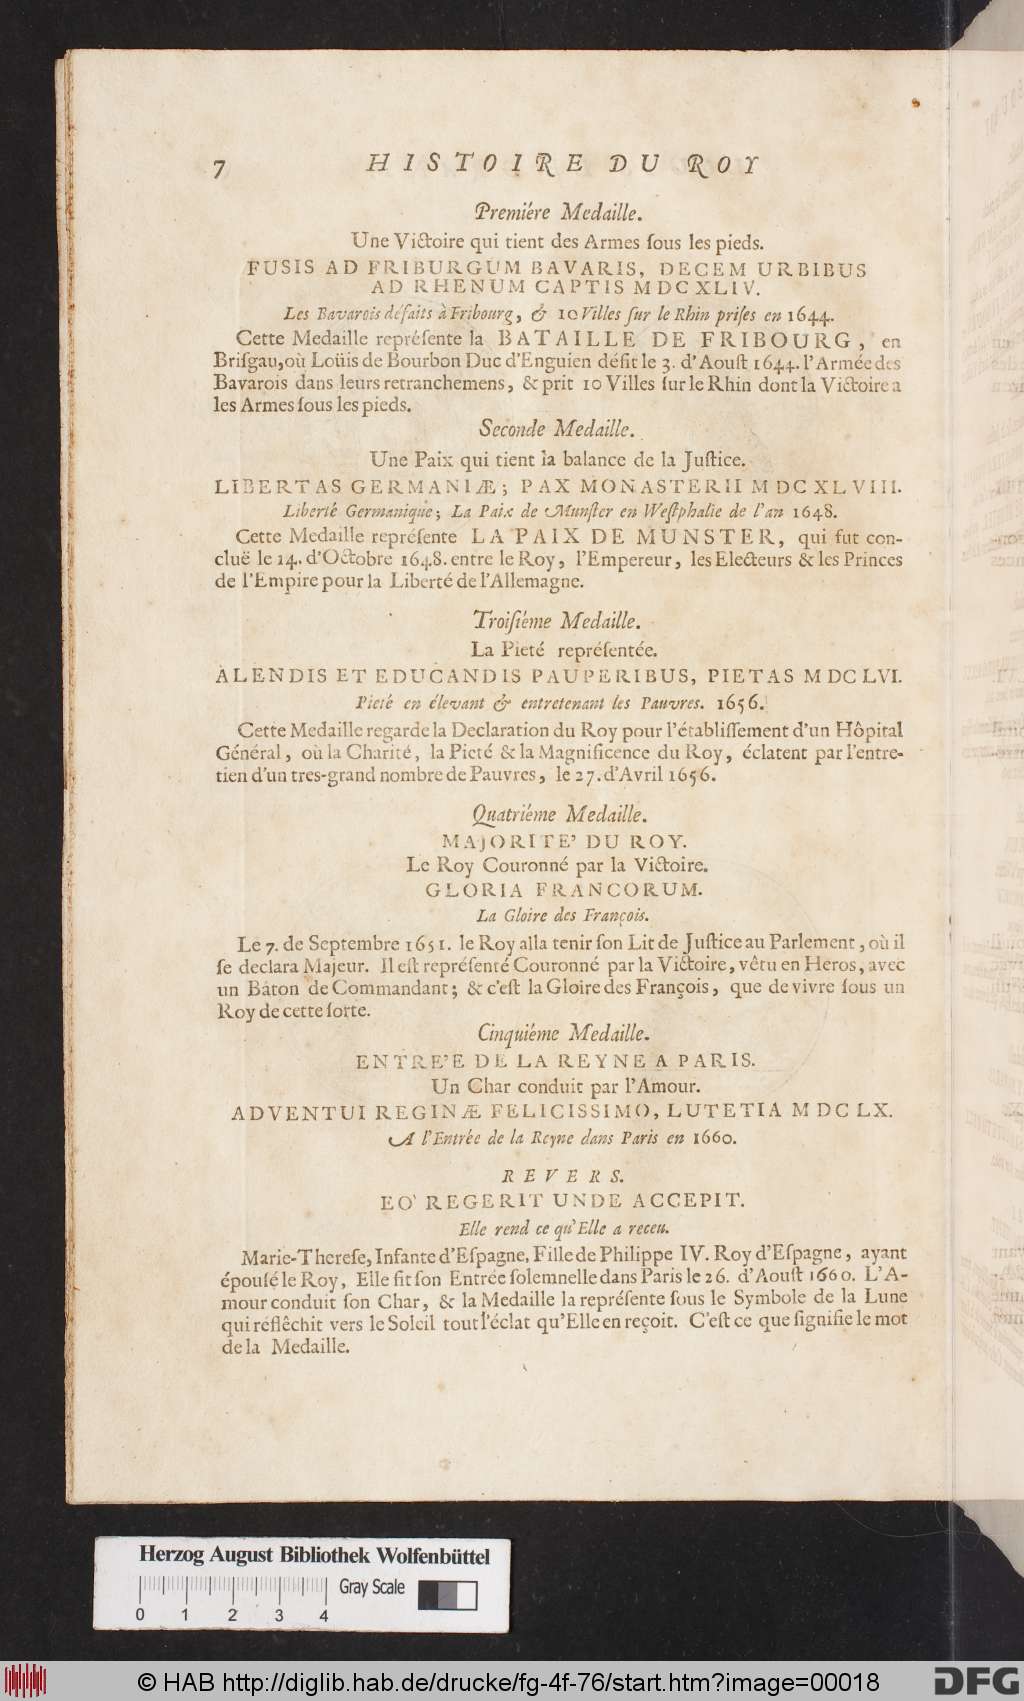 7 HISTOIRE DU ROY
Premiére Medaille.
Une Victoire qui tient des Armes ſous les pieds.
FUSIS AD FRIBURGUM BAVARIS, DECEM URBIBUS
AD RHENUM CAPTIS MDCXLIV.
Les Bavarois défaits à Fribourg, & 10 Villes ſur le Rhin priſes en 1644.
Cette Medaille repréſente la BATAILLE DE FRIBOURG, en
Briſgau, où Loüis de Bourbon Duc d'Enguien défit le 3. d'Aouſt 1644. l'Armée des
Bavarois dans leurs retranchemens, & prit 10 Villes ſur le Rhin dont la Victoire a
les Armes ſous les pieds.
Seconde Medaille.
Une Paix qui tient la balance de la Juſtice.
LIBERTAS GERMANIÆ; PAX MONASTERII MDCXLVIII.
Liberté Germanique; La Paix de Munſter en Weſtphalie de l'an 1648.
Cette Medaille repréſente LA PAIX DE MUNSTER, qui fut con-
cluë le 24. d'Octobre 1648. entre le Roy, l'Empereur, les Electeurs & les Princes
de l'Empire pour la Liberté de l'Allemagne.
Troiſiéme Medaille.
La Pieté repréſentée.
ALENDIS ET EDUCANDIS PAUPERIBUS, PIETAS MDCLVI.
Pieté en élevant & entretenant les Pauvres. 1656.
Cette Medaille regarde la Declaration du Roy pour l'établiſſement d'un Hôpital
Général, où la Charité, la Pieté & la Magnificence du Roy, éclatent par l'entre-
tien d'un tres-grand nombre de Pauvres, le 27. d'Avril 1656.
Quatriéme Medaille.
MAJORITE' DU ROY.
Le Roy Couronné par la Victoire.
GLORIA FRANCORUM.
La Gloire des François.
Le 7. de Septembre 1651. le Roy alla tenir ſon Lit de Juſtice au Parlement, où il
ſe declara Majeur. Il eſt repréſenté Couronné par la Victoire, vêtu en Heros, avec
un Bâton de Commandant; & c'eſt la Gloire des François, que de vivre ſous un
Roy de cette ſorte.
Cinquiéme Medaille.
ENTRE'E DE LA REYNE A PARIS.
Un Char conduit par l'Amour.
ADVENTUI REGINÆ FELICISSIMO, LUTETIA MDCLX.
A l'Entrée de la Reyne dans Paris en 1660.
REVERS.
EO' REGERIT UNDE ACCEPIT.
Elle rend ce qu'Elle a receu.
Marie-Thereſe, Infante d'Eſpagne, Fille de Philippe IV. Roy d'Eſpagne, ayant
épouſé le Roy, Elle fit ſon Entrée ſolemnelle dans Paris le 26. d'Aouſt 1660. L'A-
mour conduit ſon Char, & la Medaille la repréſente ſous le Symbole de la Lune
qui réflêchit vers le Soleil tout l'éclat qu'Elle en reçoit. C'eſt ce que ſignifie le mot
de la Medaille.
Herzog August Bibliothek Wolfenbüttel
Gray Scale
0 1 2 3 4
© HAB http://diglib.hab.de/drucke/fg-4f-76/start.htm?image=00018
DFG